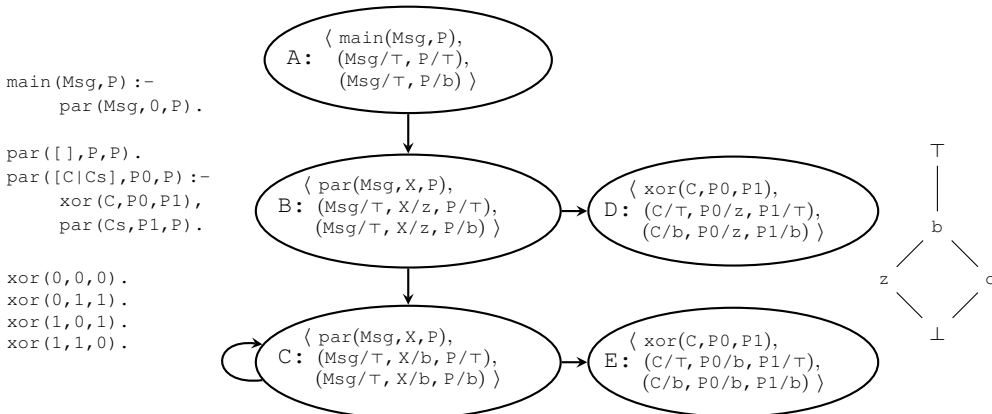 main(Msg,P):-
par(Msg,0,P).
par([],P,P).
par([C|Cs],P0,P):-
xor(C,P0,P1),
par(Cs,P1,P).
xor(0,0,0).
xor(0,1,1).
xor(1,0,1).
xor(1,1,0).
⟨ main(Msg,P),
A: (Msg/⊤, P/⊤),
(Msg/⊤, P/b) ⟩
⟨ par(Msg,X,P),
B: (Msg/⊤, X/z, P/⊤),
(Msg/⊤, X/z, P/b) ⟩
⟨ xor(C,P0,P1),
D: (C/⊤, P0/z, P1/⊤),
(C/b, P0/z, P1/b) ⟩
⟨ par(Msg,X,P),
C: (Msg/⊤, X/b, P/⊤),
(Msg/⊤, X/b, P/b) ⟩
⟨ xor(C,P0,P1),
E: (C/⊤, P0/b, P1/⊤),
(C/b, P0/b, P1/b) ⟩
⊤
b
z
⊥